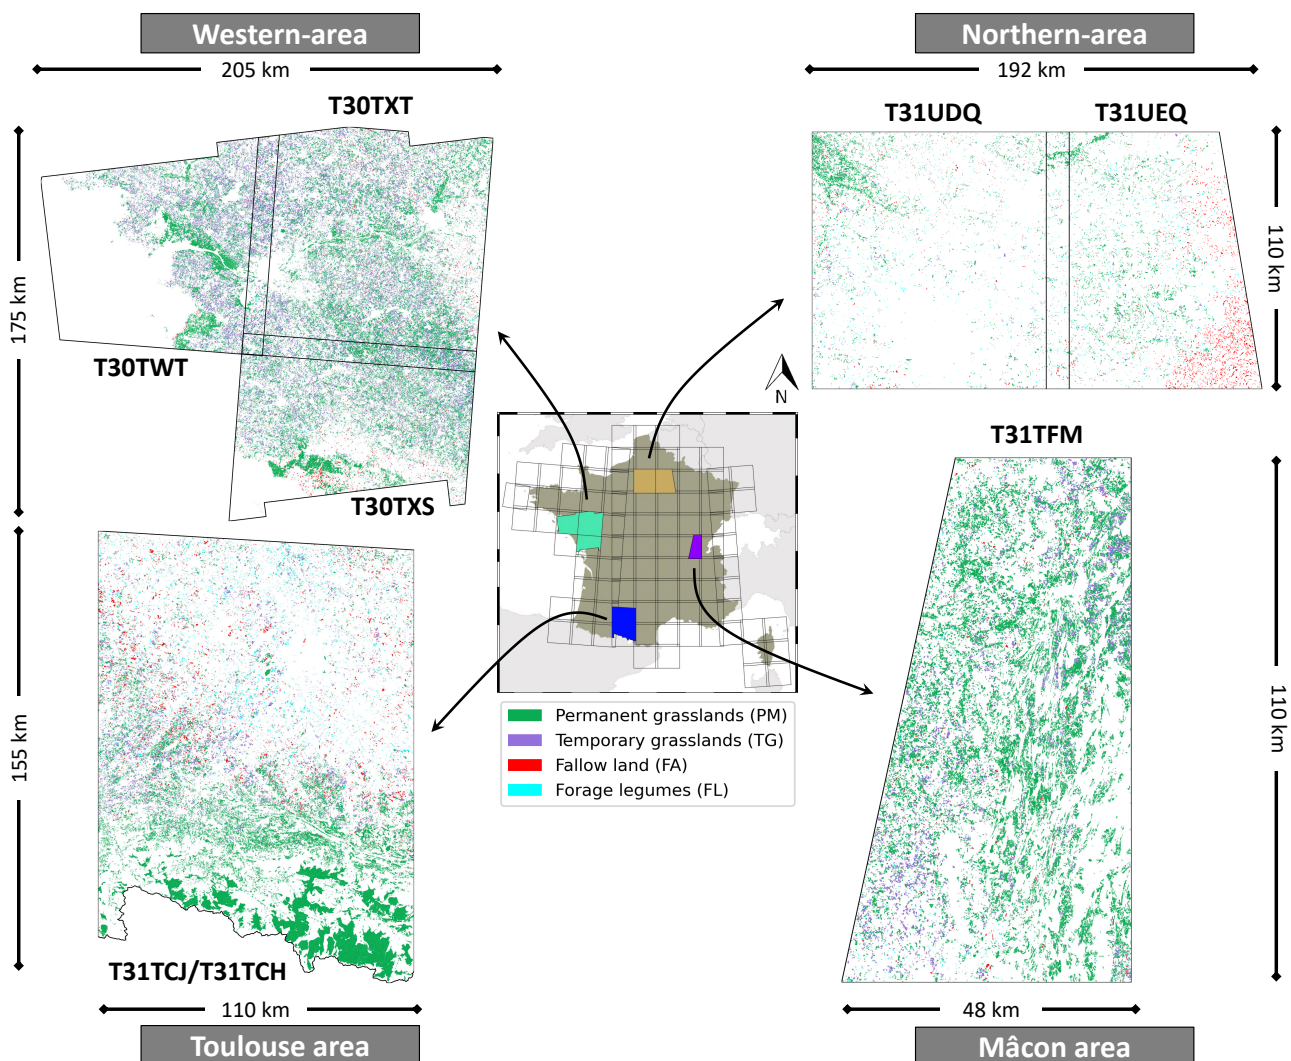 Western-area
205 km
T30TXT
175 km
T30TWT
T30TXS
Northern-area
192 km
T31UDQ
T31UEQ
110 km
N
T31TFM
110 km
48 km
Mâcon area
Permanent grasslands (PM)
Temporary grasslands (TG)
Fallow land (FA)
Forage legumes (FL)
155 km
T31TCJ/T31TCH
110 km
Toulouse area